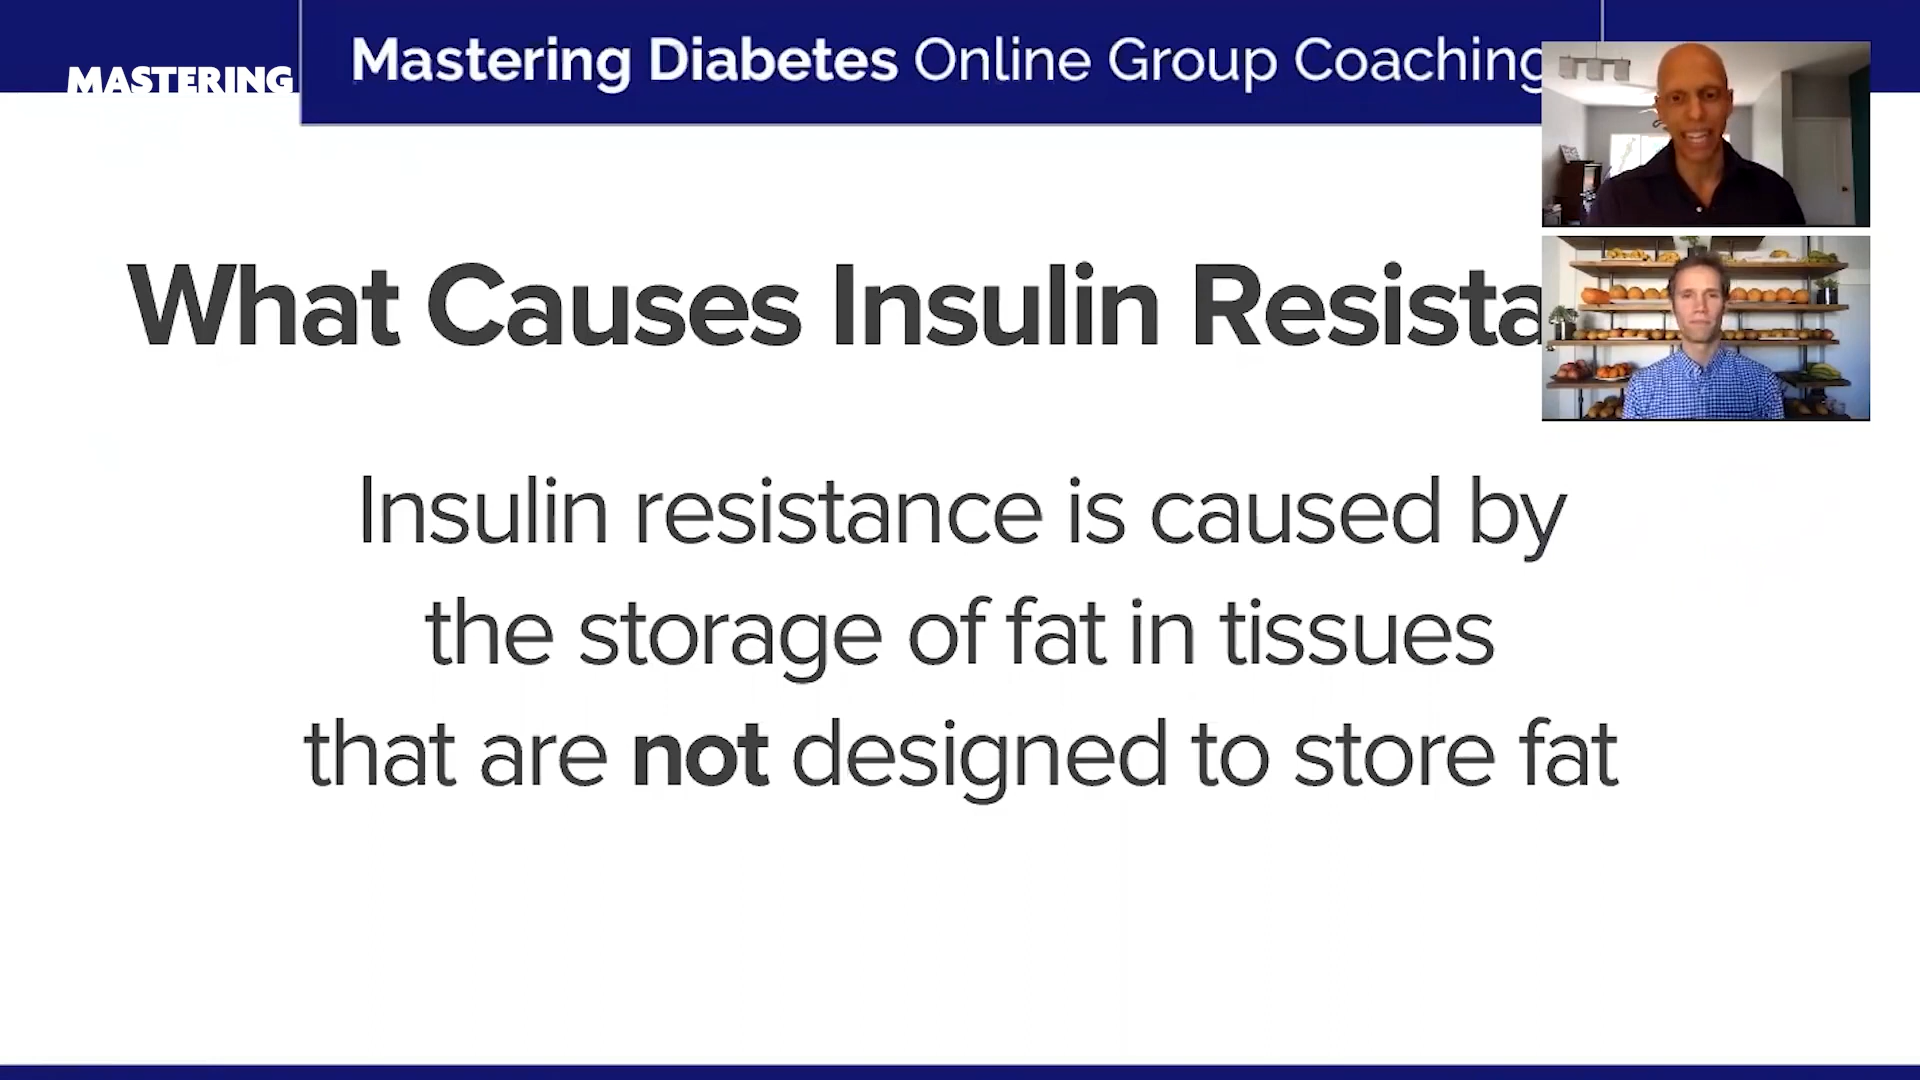 MASTERING
Mastering Diabetes Online Group Coaching
What Causes Insulin Resista
Insulin resistance is caused by
the storage of fat in tissues
that are not designed to store fat